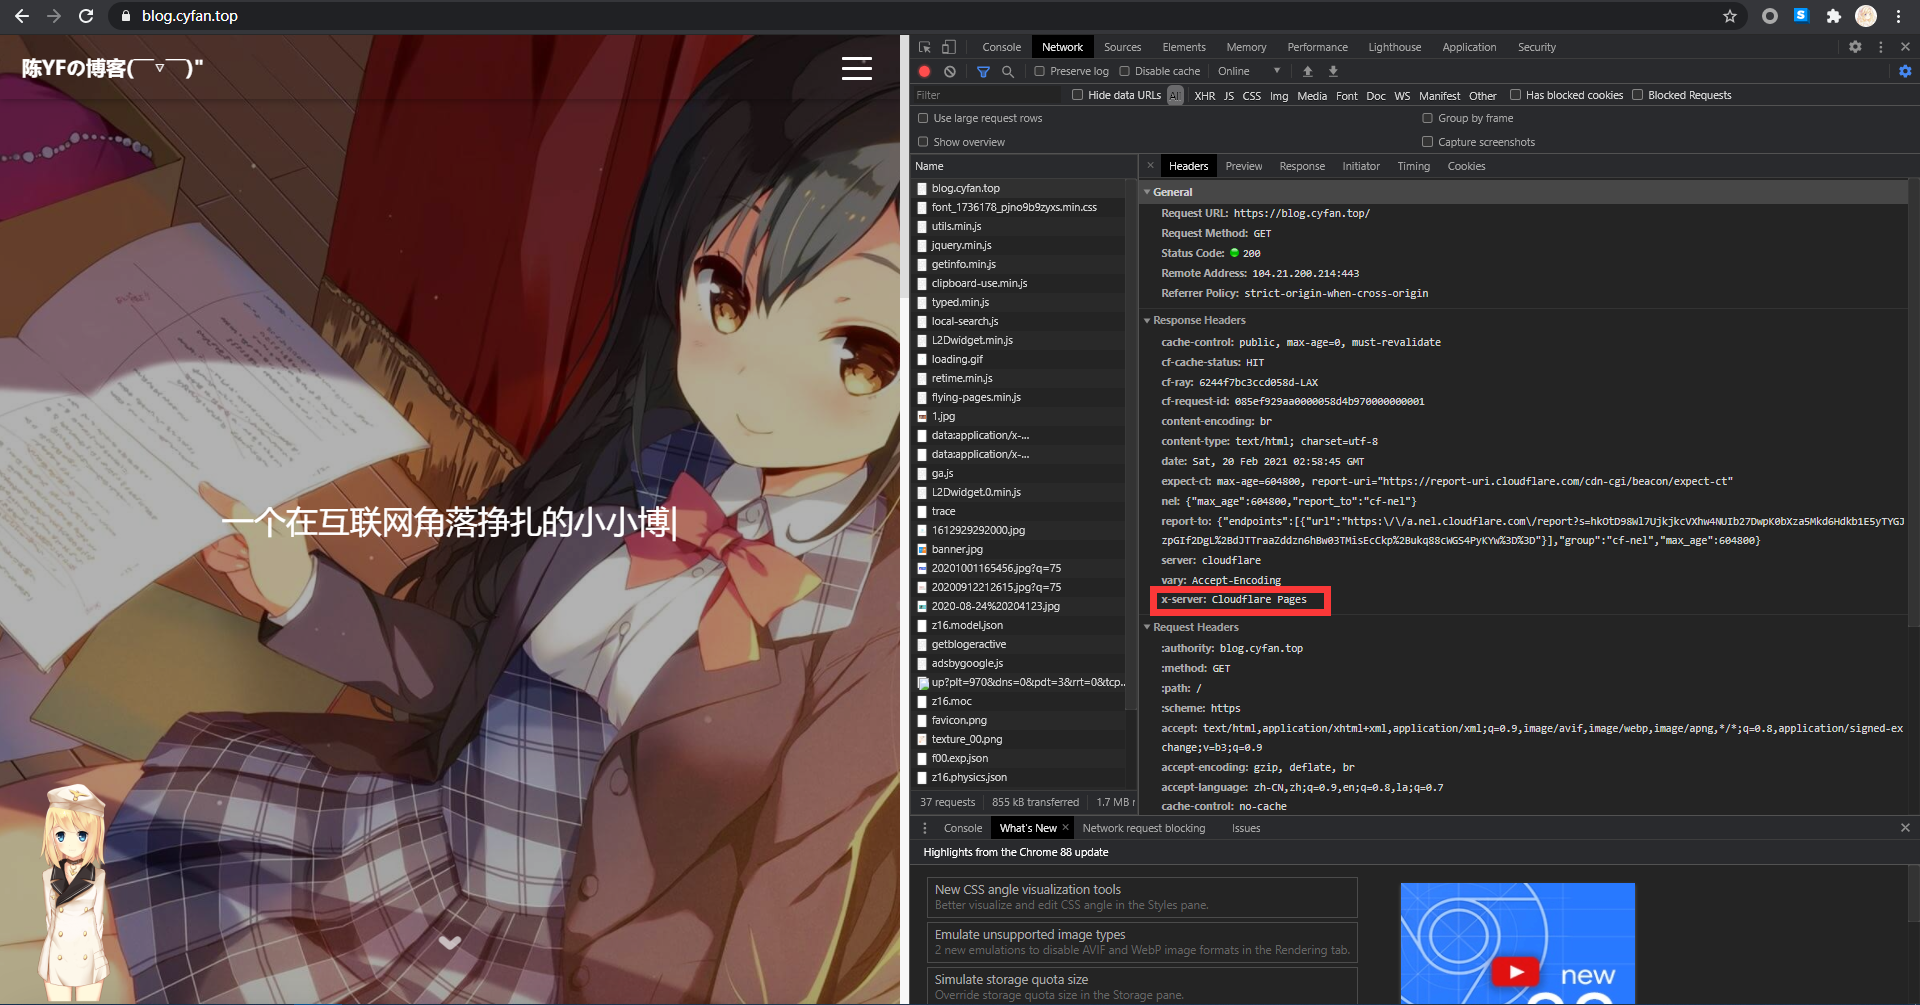 blog.cyfan.top
陈YFの博客(￣▽￣)"
一个在互联网角落挣扎的小小博|
Console Network Sources Elements Memory Performance Lighthouse Application Security
Preserve log Disable cache Online
Filter Hide data URLs All XHR JS CSS Img Media Font Doc WS Manifest Other Has blocked cookies Blocked Requests
Use large request rows Group by frame
Show overview Capture screenshots
Name
blog.cyfan.top
font_1736178_pjno9b9zyxs.min.css
utils.min.js
jquery.min.js
getinfo.min.js
clipboard-use.min.js
typed.min.js
local-search.js
L2Dwidget.min.js
loading.gif
retime.min.js
flying-pages.min.js
1.jpg
data:application/x-...
data:application/x-...
ga.js
L2Dwidget.0.min.js
trace
1612929292000.jpg
banner.jpg
20201001165456.jpg?q=75
20200912212615.jpg?q=75
2020-08-24%20204123.jpg
z16.model.json
getblogeractive
adsbygoogle.js
up?plt=970&dns=0&pdt=3&rrt=0&tcp...
z16.moc
favicon.png
texture_00.png
f00.exp.json
z16.physics.json
37 requests 855 kB transferred 1.7 MB r
Headers Preview Response Initiator Timing Cookies
General
Request URL: https://blog.cyfan.top/
Request Method: GET
Status Code: 200
Remote Address: 104.21.200.214:443
Referrer Policy: strict-origin-when-cross-origin
Response Headers
cache-control: public, max-age=0, must-revalidate
cf-cache-status: HIT
cf-ray: 6244f7bc3ccd058d-LAX
cf-request-id: 085ef929aa0000058d4b970000000001
content-encoding: br
content-type: text/html; charset=utf-8
date: Sat, 20 Feb 2021 02:58:45 GMT
expect-ct: max-age=604800, report-uri="https://report-uri.cloudflare.com/cdn-cgi/beacon/expect-ct"
nel: {"max_age":604800,"report_to":"cf-nel"}
report-to: {"endpoints":[{"url":"https:\/\/a.nel.cloudflare.com\/report?s=hkOtD98Wl7UjkjkcVXhw4NUIb27DwpK0bXza5Mkd6Hdkb1E5yTYGJ
zpGIf2DgL%2BdJTTraaZddzn6hBw03TMisEcCkp%2Bukq88cWGS4PyKYw%3D%3D"}],"group":"cf-nel","max_age":604800}
server: cloudflare
vary: Accept-Encoding
x-server: Cloudflare Pages
Request Headers
:authority: blog.cyfan.top
:method: GET
:path: /
:scheme: https
accept: text/html,application/xhtml+xml,application/xml;q=0.9,image/avif,image/webp,image/apng,*/*;q=0.8,application/signed-ex
change;v=b3;q=0.9
accept-encoding: gzip, deflate, br
accept-language: zh-CN,zh;q=0.9,en;q=0.8,la;q=0.7
cache-control: no-cache
Console What's New Network request blocking Issues
Highlights from the Chrome 88 update
New CSS angle visualization tools
Better visualize and edit CSS angle in the Styles pane.
Emulate unsupported image types
2 new emulations to disable AVIF and WebP image formats in the Rendering tab.
Simulate storage quota size
Override storage quota size in the Storage pane.
new